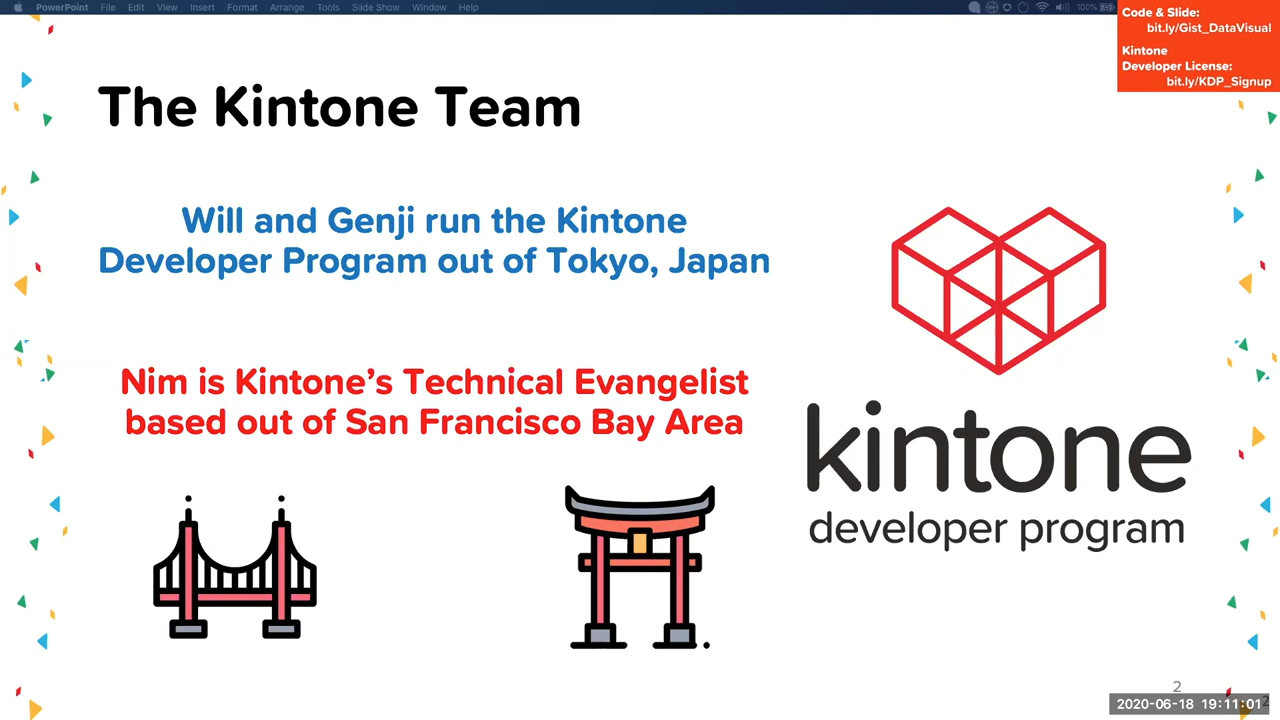 PowerPoint File Edit View Insert Format Arrange Tools Slide Show Window Help 100%
Code & Slide:
bit.ly/Gist_DataVisual
Kintone
Developer License:
bit.ly/KDP_Signup
The Kintone Team
Will and Genji run the Kintone
Developer Program out of Tokyo, Japan
Nim is Kintone’s Technical Evangelist
based out of San Francisco Bay Area
kintone
developer program
2
2020-06-18 19:11:01
2